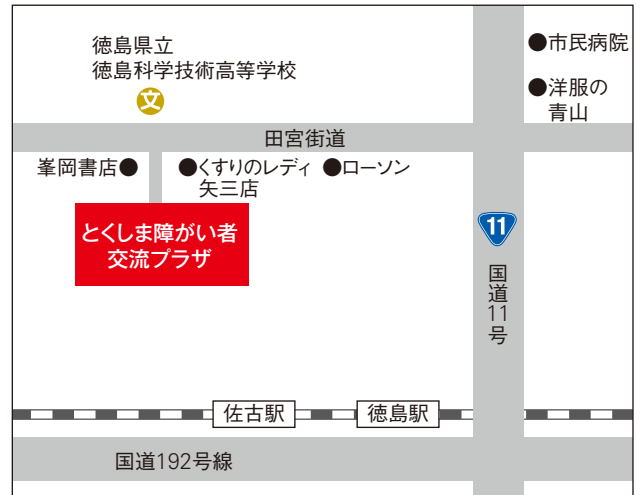 徳島県立
徳島科学技術高等学校
文
●市民病院
●洋服の
青山
田宮街道
峯岡書店●
●くすりのレディ
矢三店
●ローソン
とくしま障がい者
交流プラザ
11
国道11号
佐古駅
徳島駅
国道192号線